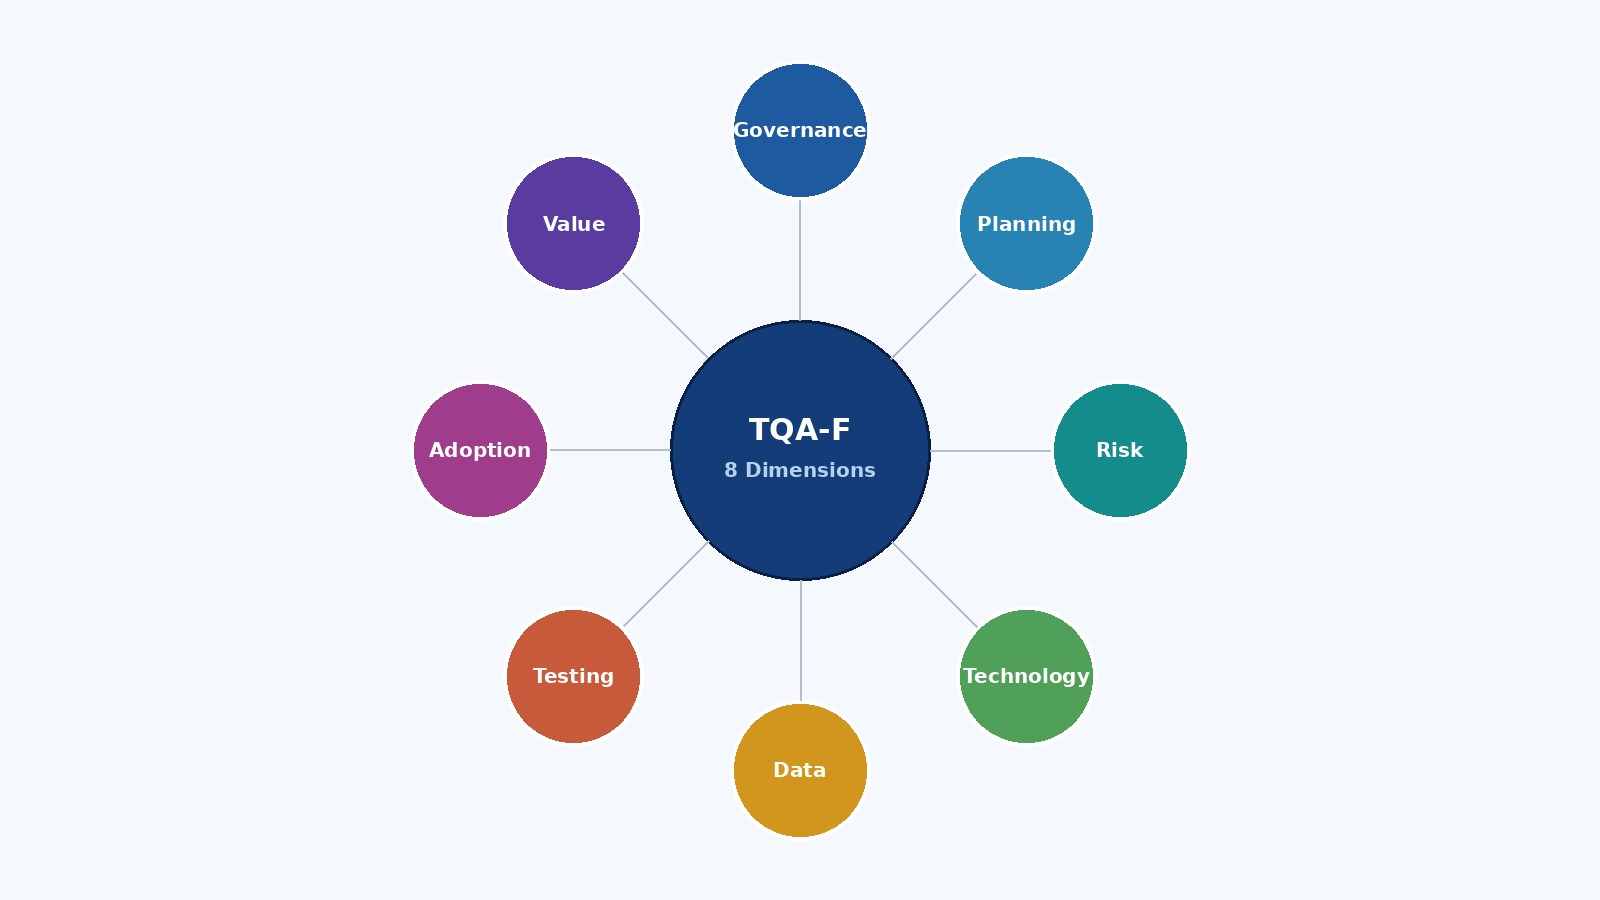 Governance
Value
Planning
TQA-F
8 Dimensions
Adoption
Risk
Testing
Technology
Data